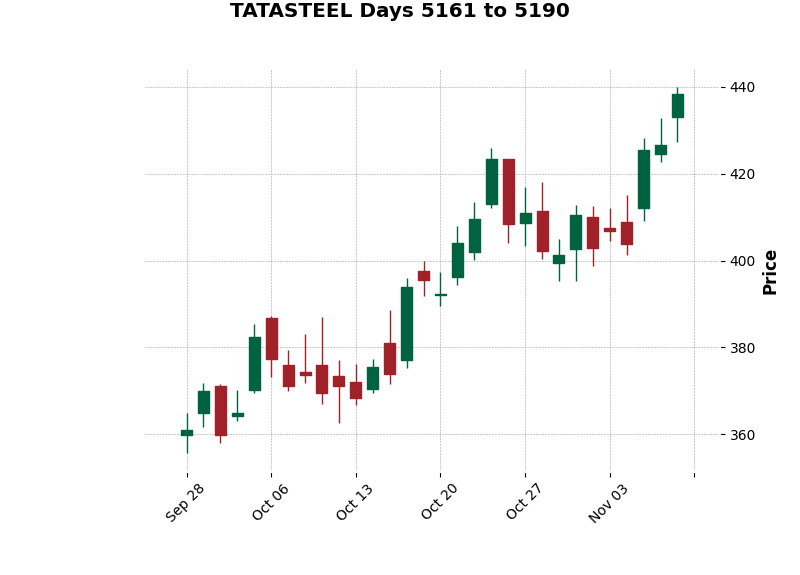 TATASTEEL Days 5161 to 5190
440
420
400
380
360
Price
Sep 28
Oct 06
Oct 13
Oct 20
Oct 27
Nov 03